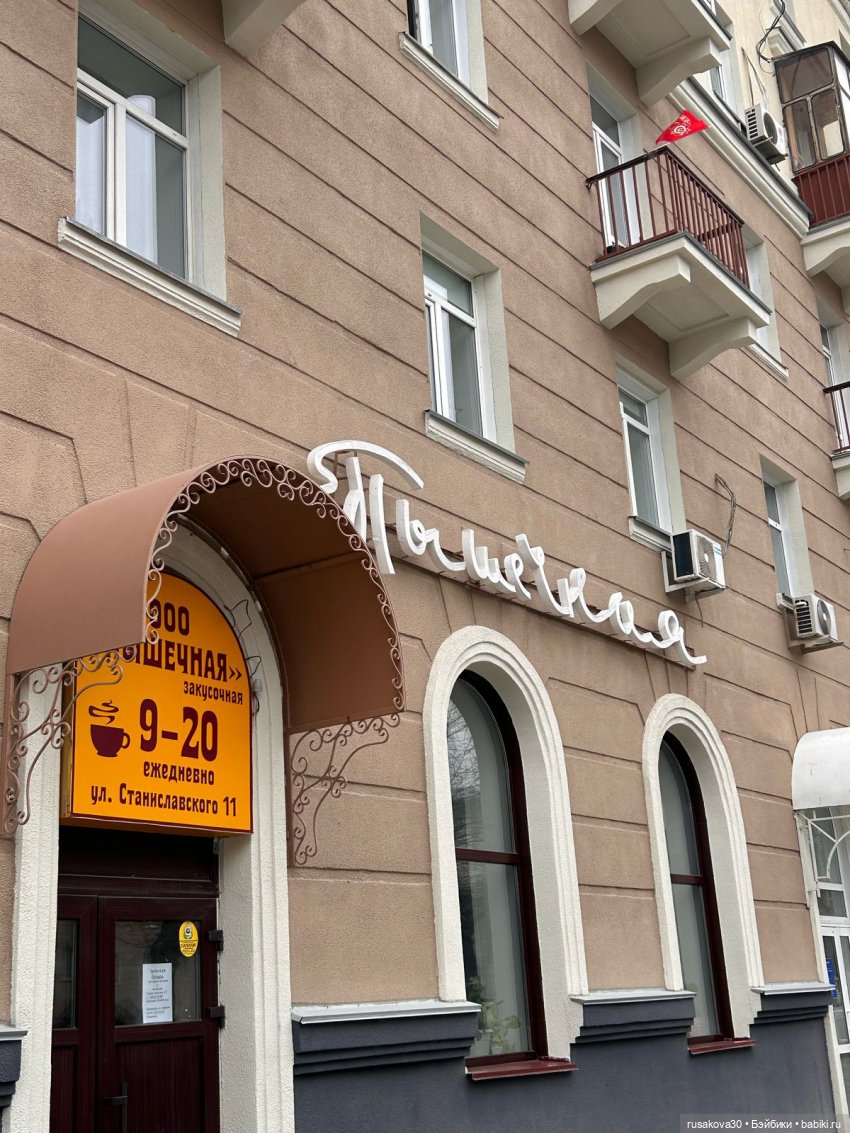 Пышечная
ООО
ЫШЕЧНАЯ»
закусочная
9-20
ежедневно
ул. Станиславского 11
rusakova30 • Бэйбики • babiki.ru